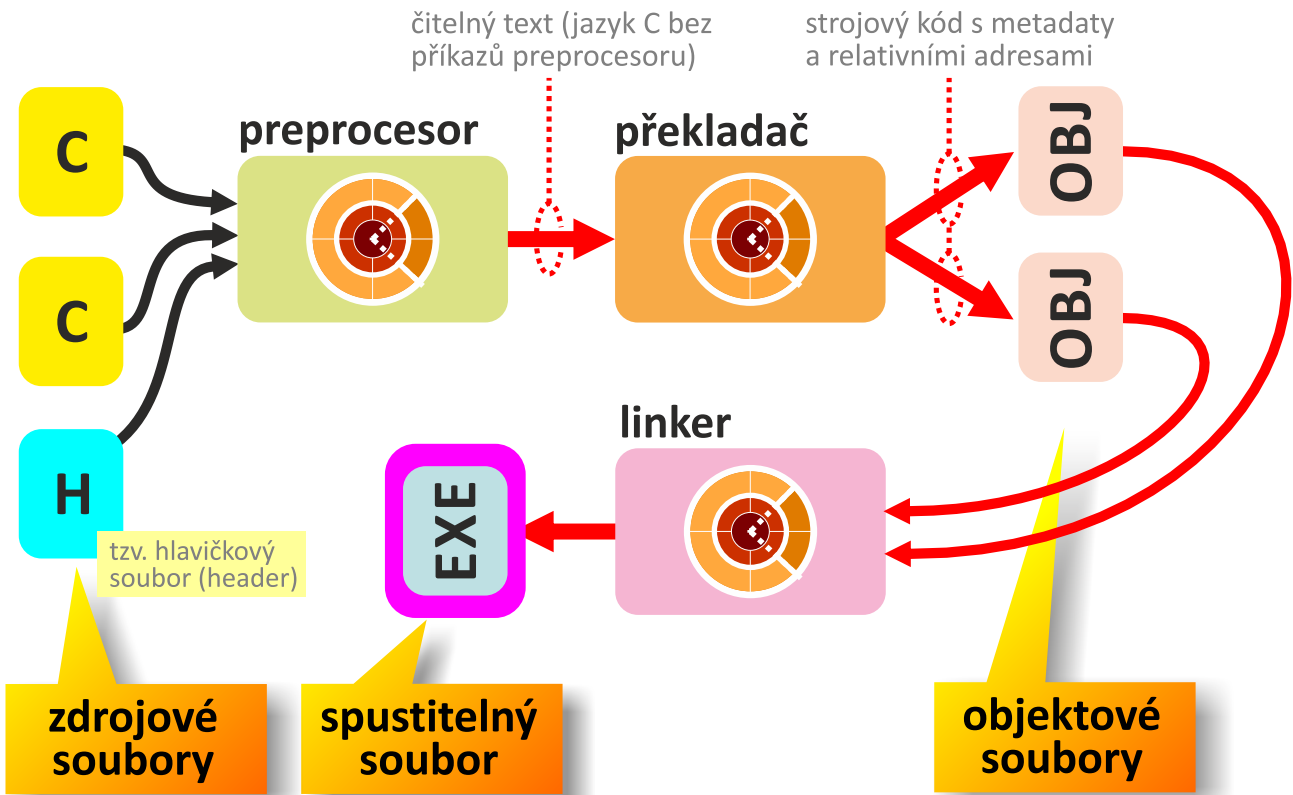 čitelný text (jazyk C bez
příkazů preprocesoru)
strojový kód s metadaty
a relativními adresami
C
preprocesor
překladač
OBJ
C
OBJ
H
tzv. hlavičkový
soubor (header)
linker
EXE
zdrojové
soubory
spustitelný
soubor
objektové
soubory